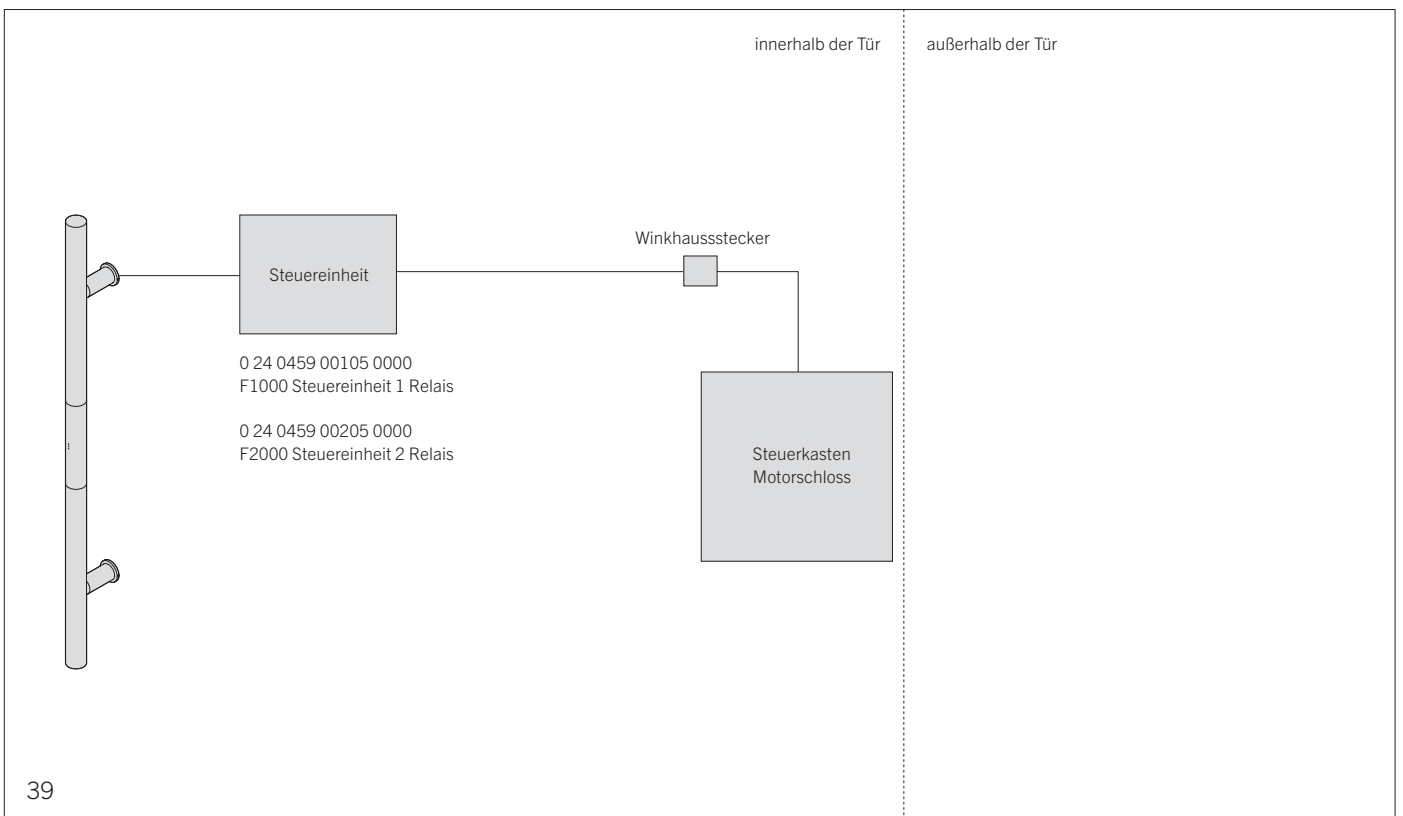 innerhalb der Tür
außerhalb der Tür
Winkhaussstecker
Steuereinheit
0 24 0459 00105 0000
F1000 Steuereinheit 1 Relais
0 24 0459 00205 0000
F2000 Steuereinheit 2 Relais
Steuerkasten
Motorschloss
39